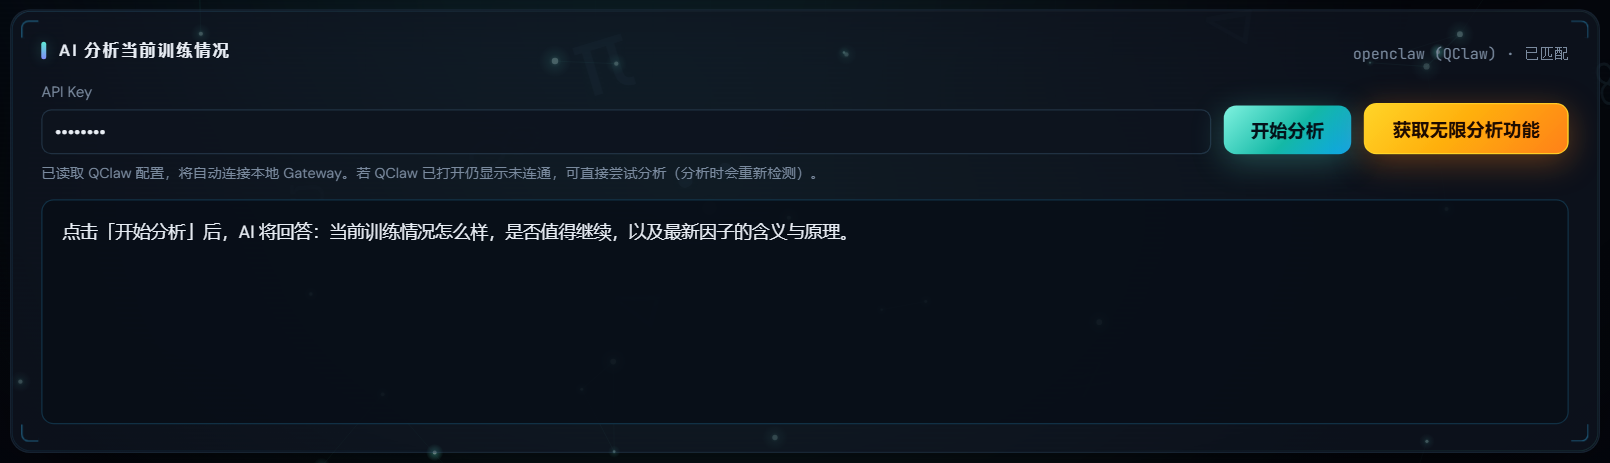 AI 分析当前训练情况
openclaw (QClaw) · 已匹配
API Key
••••••••
开始分析
获取无限分析功能
已读取 QClaw 配置，将自动连接本地 Gateway。若 QClaw 已打开仍显示未连通，可直接尝试分析（分析时会重新检测）。
点击「开始分析」后，AI 将回答：当前训练情况怎么样，是否值得继续，以及最新因子的含义与原理。